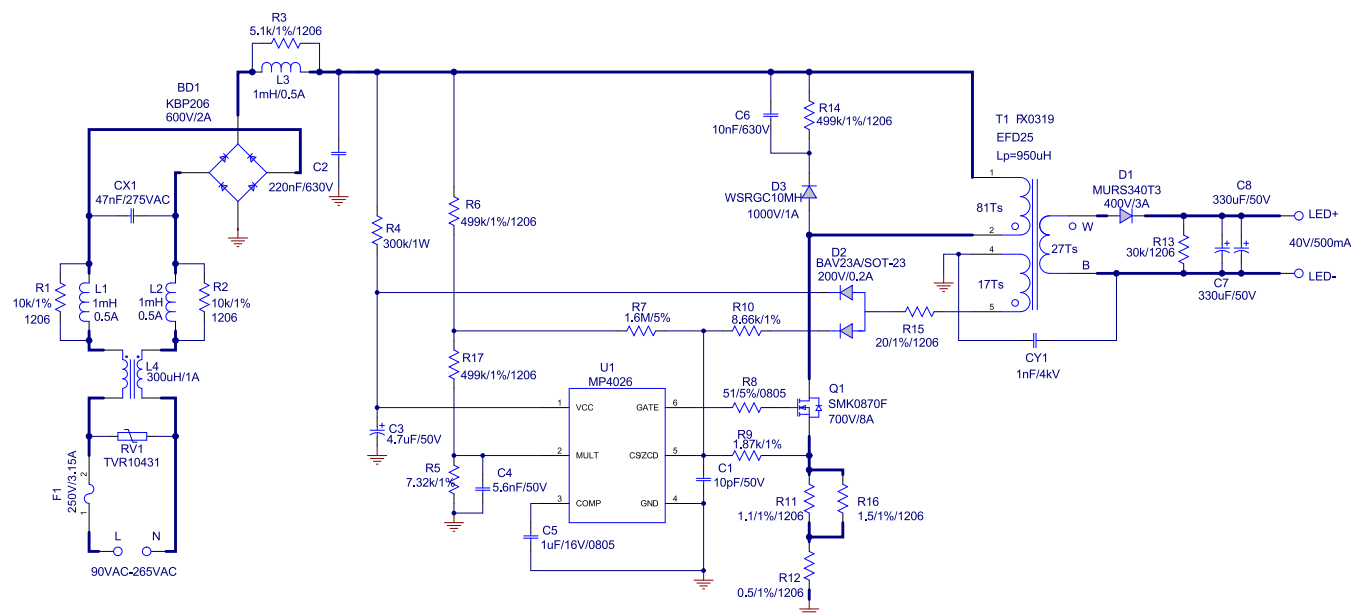 R3
5.1k/1%/1206
L3
1mH/0.5A
BD1
KBP206
600V/2A
CX1
47nF/275VAC
C2
220nF/630V
R1
10k/1%
1206
L1
1mH
0.5A
L2
1mH
0.5A
R2
10k/1%
1206
L4
300uH/1A
RV1
TVR10431
F1
250V/3.15A
2
1
L
N
90VAC-265VAC
R4
300k/1W
R6
499k/1%/1206
R17
499k/1%/1206
C3
4.7uF/50V
R5
7.32k/1%
C4
5.6nF/50V
C5
1uF/16V/0805
U1
MP4026
1
VCC
GATE
6
2
MULT
CS/ZCD
5
3
COMP
GND
4
R7
1.6M/5%
R10
8.66k/1%
R8
51/5%/0805
R9
1.87k/1%
C1
10pF/50V
C6
10nF/630V
R14
499k/1%/1206
D3
WSRGC10MH
1000V/1A
D2
BAV23A/SOT-23
200V/0.2A
R15
20/1%/1206
Q1
SMK0870F
700V/8A
R11
1.1/1%/1206
R16
1.5/1%/1206
R12
0.5/1%/1206
T1 FX0319
EFD25
Lp=950uH
1
81Ts
2
4
17Ts
5
27Ts
W
B
CY1
1nF/4kV
D1
MURS340T3
400V/3A
R13
30k/1206
C8
330uF/50V
C7
330uF/50V
LED+
40V/500mA
LED-